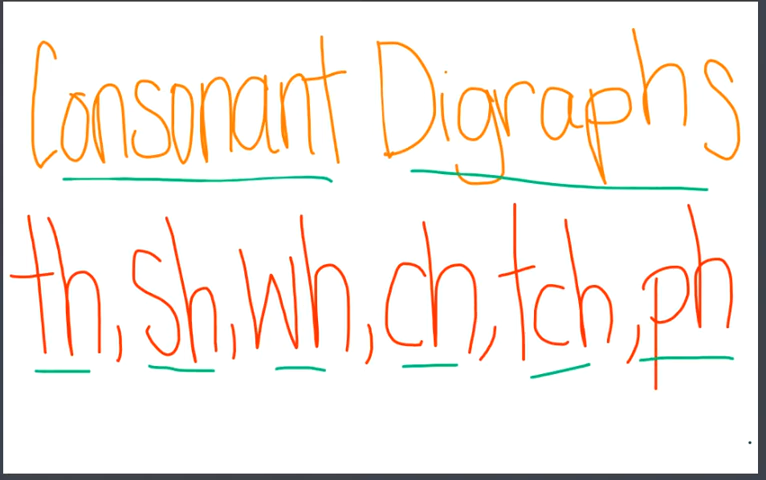 Consonant Digraphs
th, sh, wh, ch, tch, ph